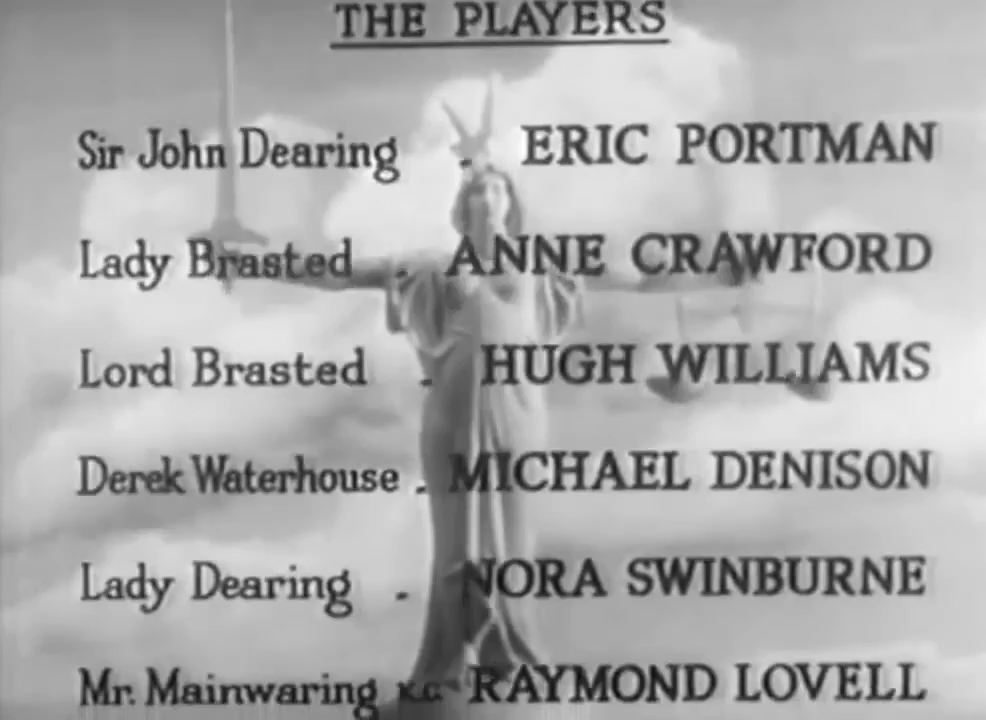 THE PLAYERS
Sir John Dearing . ERIC PORTMAN
Lady Brasted . ANNE CRAWFORD
Lord Brasted . HUGH WILLIAMS
Derek Waterhouse . MICHAEL DENISON
Lady Dearing . NORA SWINBURNE
Mr. Mainwaring K.C. RAYMOND LOVELL